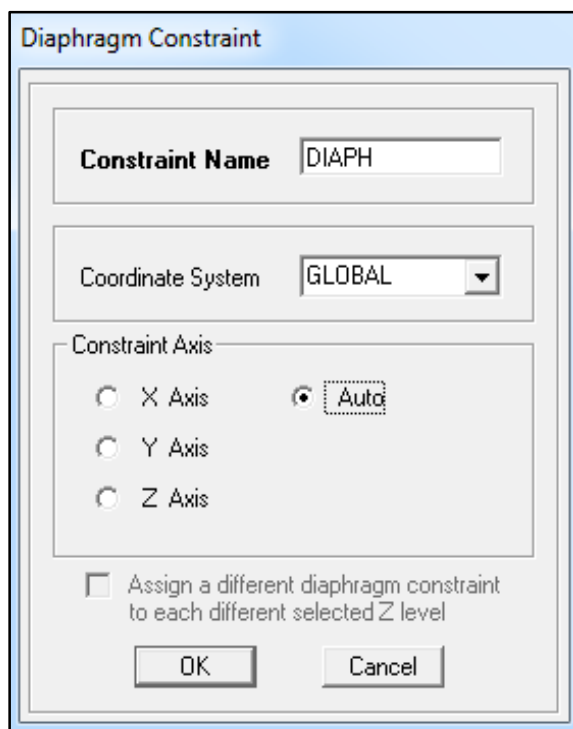 Diaphragm Constraint
Constraint Name DIAPH
Coordinate System GLOBAL
Constraint Axis
X Axis Auto
Y Axis
Z Axis
Assign a different diaphragm constraint
to each different selected Z level
OK Cancel